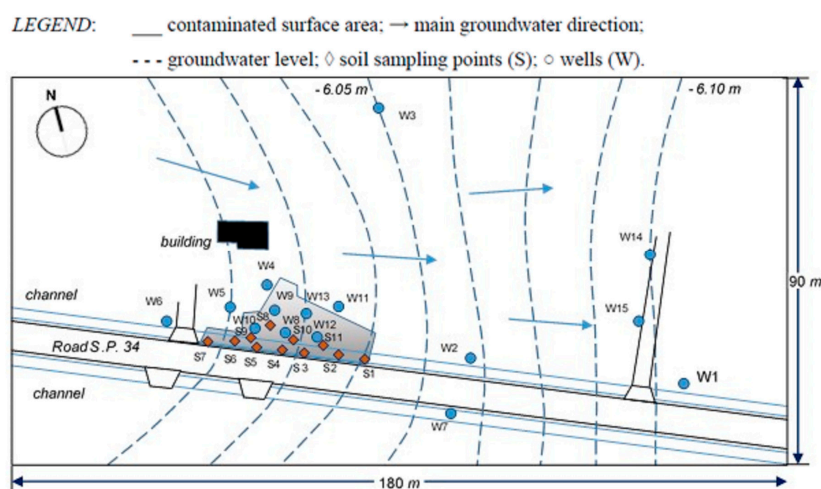 LEGEND: ___ contaminated surface area; → main groundwater direction;
- - - groundwater level; ◊ soil sampling points (S); ○ wells (W).
- 6.05 m
- 6.10 m
N
W3
building
W14
W4
90 m
channel
W6
W5
W9
W13
W11
W15
W10
S8
W8
W12
S9
S10
S11
Road S.P. 34
S7
S6
S5
S4
S3
S2
S1
W2
W1
channel
W7
180 m